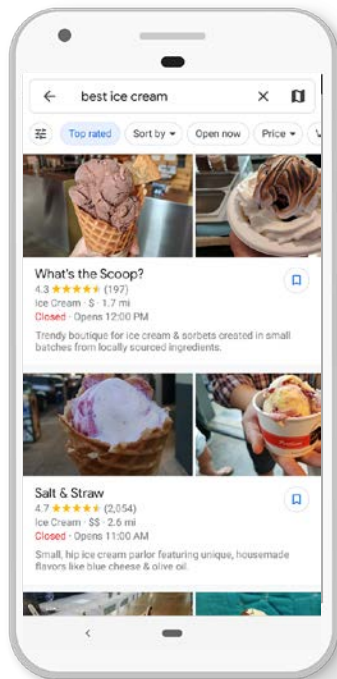 best ice cream
Top rated
Sort by
Open now
Price
What's the Scoop?
4.3 (197)
Ice Cream · $ · 1.7 mi
Closed · Opens 12:00 PM
Trendy boutique for ice cream & sorbets created in small
batches from locally sourced ingredients.
Salt & Straw
4.7 (2,054)
Ice Cream · $$ · 2.6 mi
Closed · Opens 11:00 AM
Small, hip ice cream parlor featuring unique, housemade
flavors like blue cheese & olive oil.